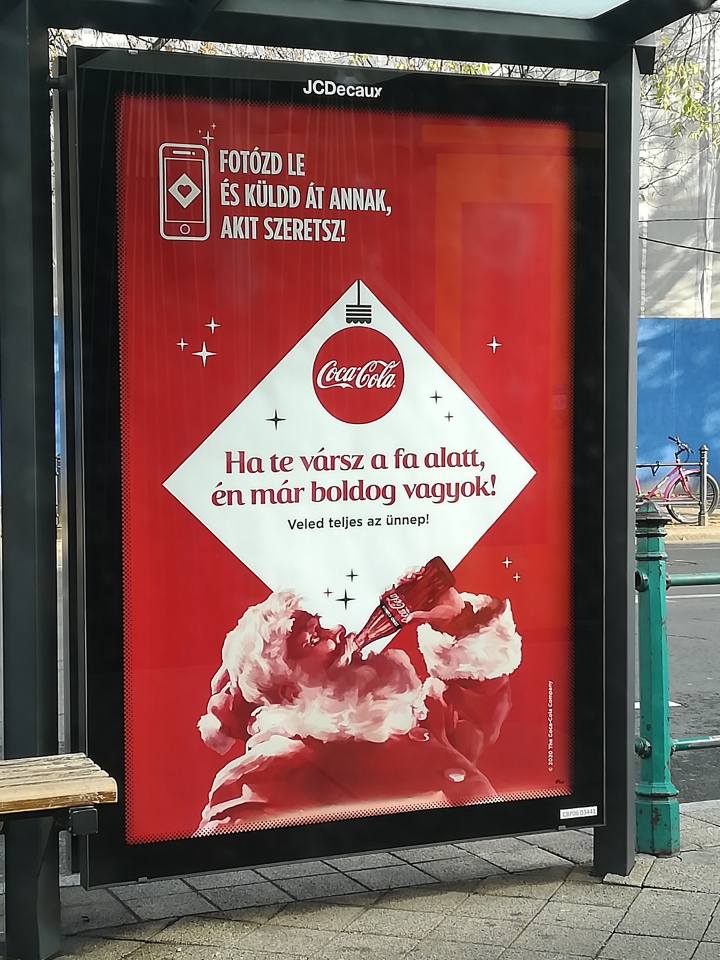 JCDecaux
FOTÓZD LE
ÉS KÜLDD ÁT ANNAK,
AKIT SZERETSZ!
Coca-Cola
Ha te vársz a fa alatt,
én már boldog vagyok!
Veled teljes az ünnep!
Coca-Cola
© 2020 The Coca-Cola Company